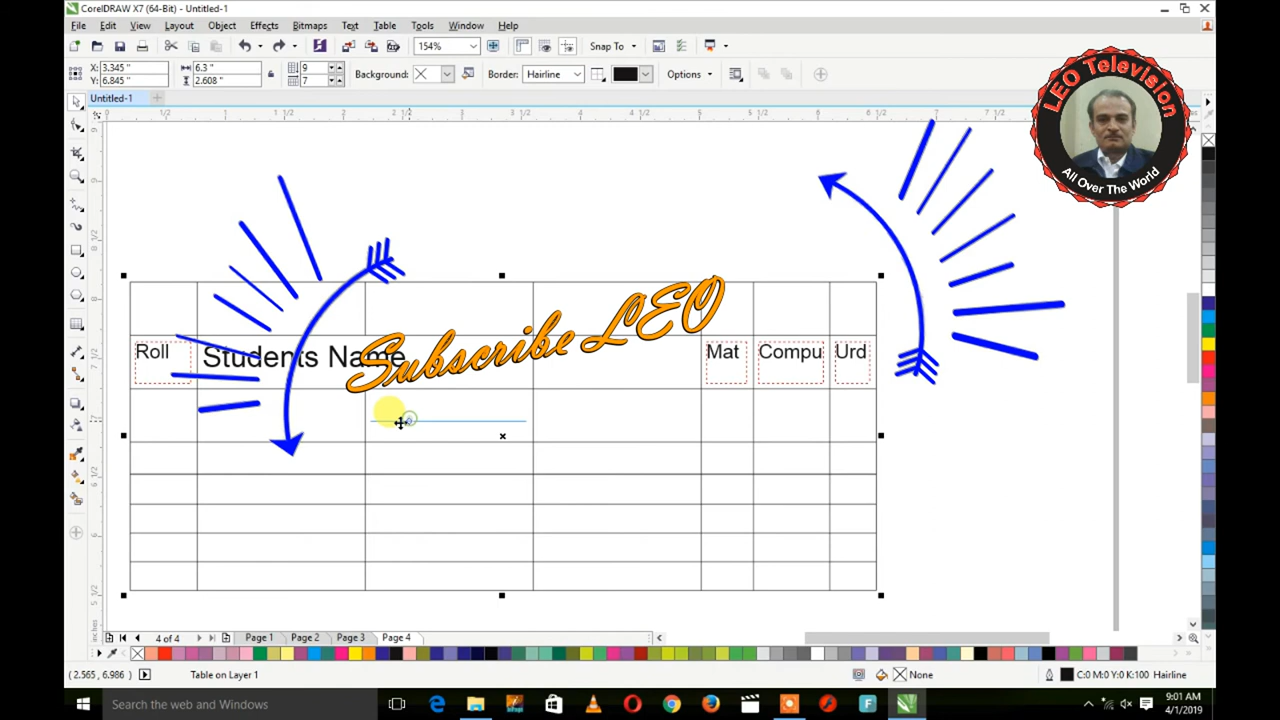 CorelDRAW X7 (64-Bit) - Untitled-1
File Edit View Layout Object Effects Bitmaps Text Table Tools Window Help
154% Snap To
X: 3.345 " 6.3 " 9 Background: Border: Hairline Options
Y: 6.845 " 2.608 " 7
Untitled-1
LEO Television
All Over The World
Subscribe LEO
Roll Students Name Mat Compu Urd
4 of 4 Page 1 Page 2 Page 3 Page 4
inches
( 2.565, 6.986 ) Table on Layer 1 None C:0 M:0 Y:0 K:100 Hairline
Search the web and Windows
9:01 AM
4/1/2019